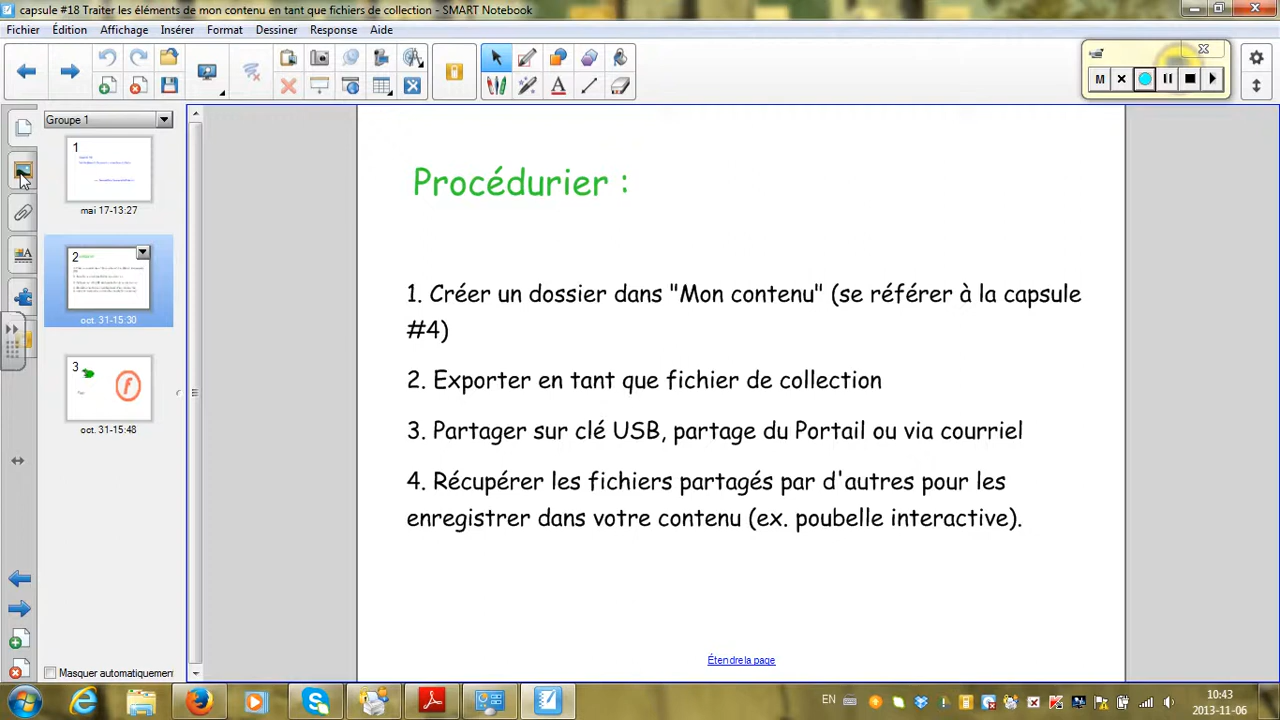 capsule #18 Traiter les éléments de mon contenu en tant que fichiers de collection - SMART Notebook
Fichier Édition Affichage Insérer Format Dessiner Réponse Aide
M
Groupe 1
1
mai 17-13:27
2
oct. 31-15:30
3
f
oct. 31-15:48
Procédurier :
1. Créer un dossier dans "Mon contenu" (se référer à la capsule
#4)
2. Exporter en tant que fichier de collection
3. Partager sur clé USB, partage du Portail ou via courriel
4. Récupérer les fichiers partagés par d'autres pour les
enregistrer dans votre contenu (ex. poubelle interactive).
Étendre la page
Masquer automatiquement
EN
10:43
2013-11-06